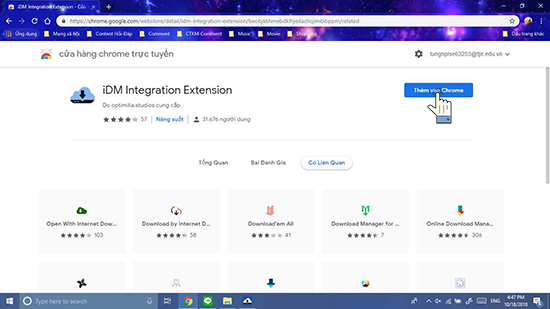 iDM Integration Extension - Cửa
https://chrome.google.com/webstore/detail/idm-integration-extension/
/related
Ứng dụng
Mạng xã Hội
Content Hỏi-Đáp
Comment
CTXM-Comment
Music
Movie
Shopping
Dấu trang khác
cửa hàng chrome trực tuyến
tungnpise63253@fpt.edu.vn
iDM Integration Extension
Thêm vào Chrome
Do optimilia.studios cung cấp
57
Năng suất
31.676 người dùng
Tổng Quan
Bài Đánh Giá
Có Liên Quan
Open With Internet Dow...
103
Download by Internet D...
58
Download'em All
41
Download Manager for ...
7
Online Download Mana...
306
Type here to search
4:47 PM
10/18/2018